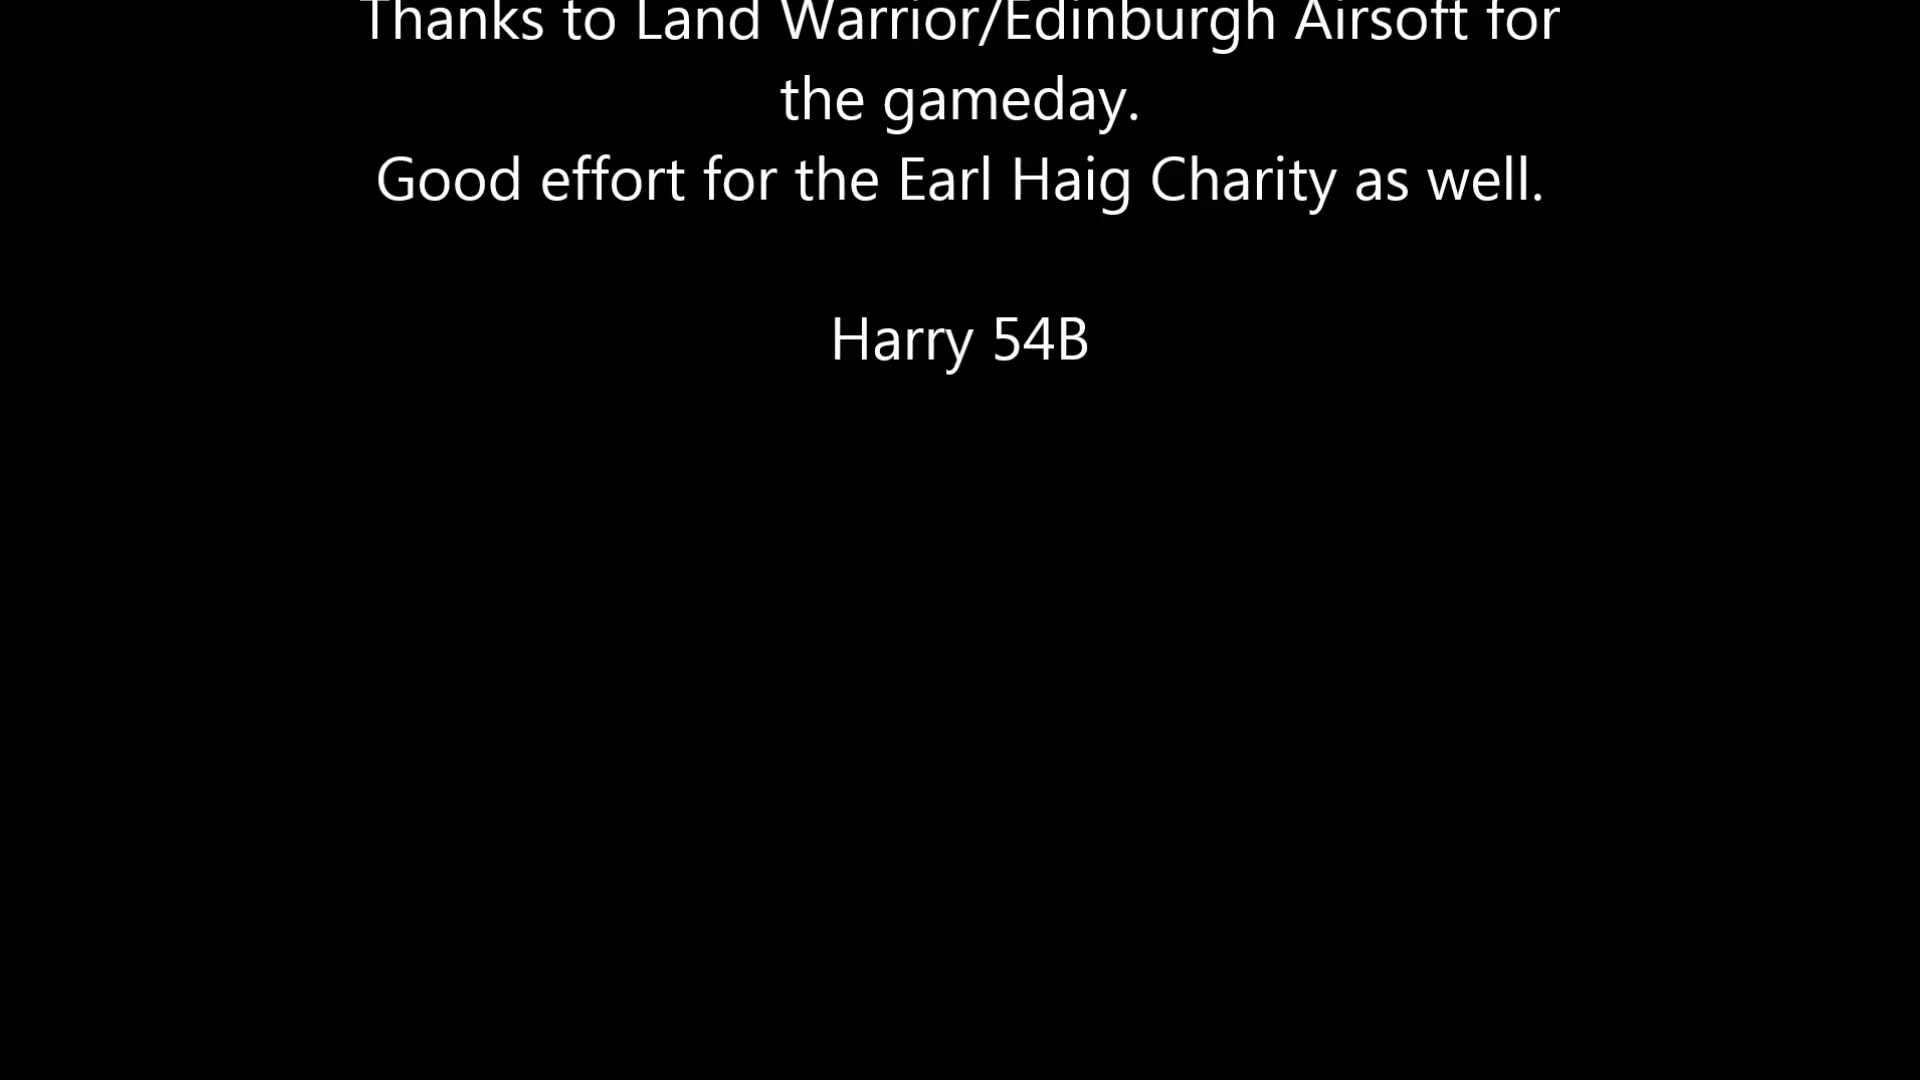 Thanks to Land Warrior/Edinburgh Airsoft for
the gameday.
Good effort for the Earl Haig Charity as well.
Harry 54B